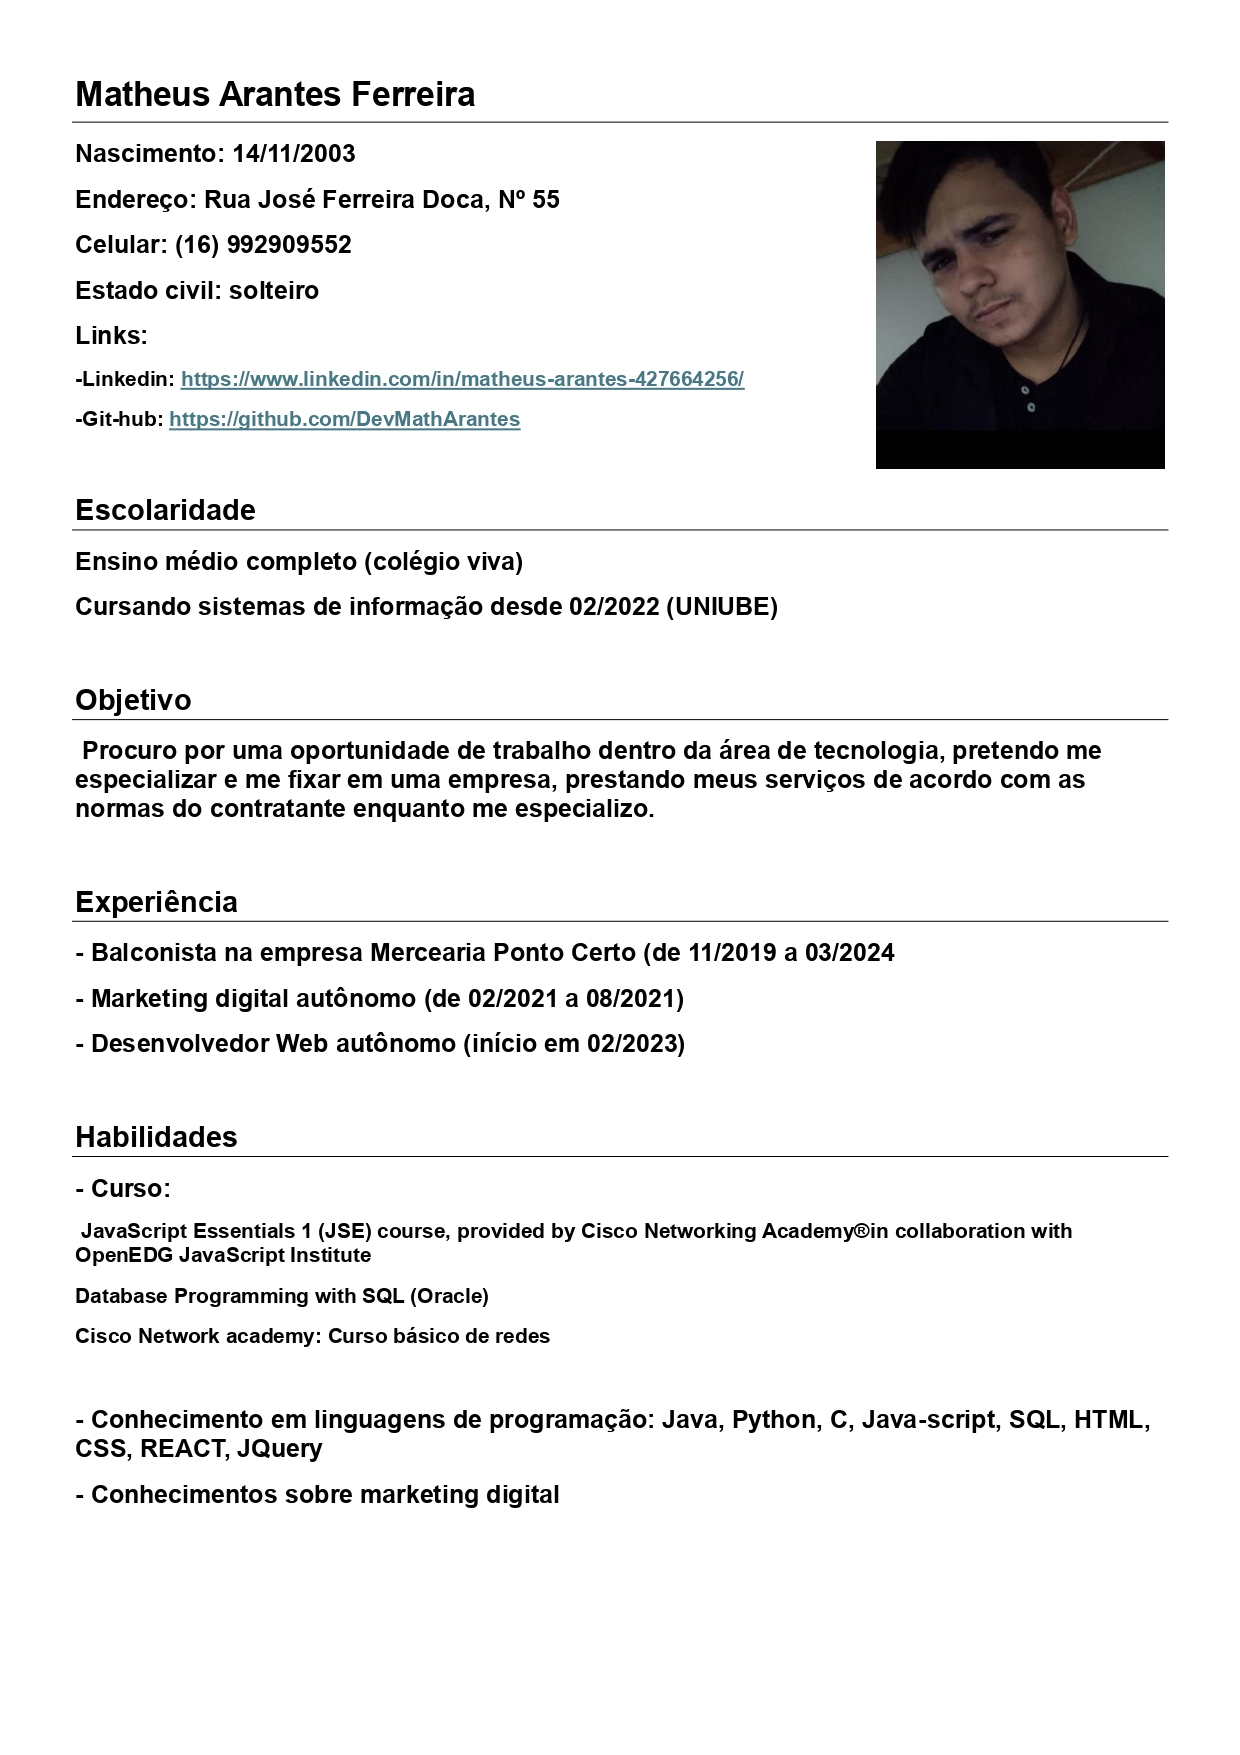 Matheus Arantes Ferreira
Nascimento: 14/11/2003
Endereço: Rua José Ferreira Doca, Nº 55
Celular: (16) 992909552
Estado civil: solteiro
Links:
-Linkedin: https://www.linkedin.com/in/matheus-arantes-427664256/
-Git-hub: https://github.com/DevMathArantes
Escolaridade
Ensino médio completo (colégio viva)
Cursando sistemas de informação desde 02/2022 (UNIUBE)
Objetivo
Procuro por uma oportunidade de trabalho dentro da área de tecnologia, pretendo me
especializar e me fixar em uma empresa, prestando meus serviços de acordo com as
normas do contratante enquanto me especializo.
Experiência
- Balconista na empresa Mercearia Ponto Certo (de 11/2019 a 03/2024
- Marketing digital autônomo (de 02/2021 a 08/2021)
- Desenvolvedor Web autônomo (início em 02/2023)
Habilidades
- Curso:
JavaScript Essentials 1 (JSE) course, provided by Cisco Networking Academy®in collaboration with
OpenEDG JavaScript Institute
Database Programming with SQL (Oracle)
Cisco Network academy: Curso básico de redes
- Conhecimento em linguagens de programação: Java, Python, C, Java-script, SQL, HTML,
CSS, REACT, JQuery
- Conhecimentos sobre marketing digital